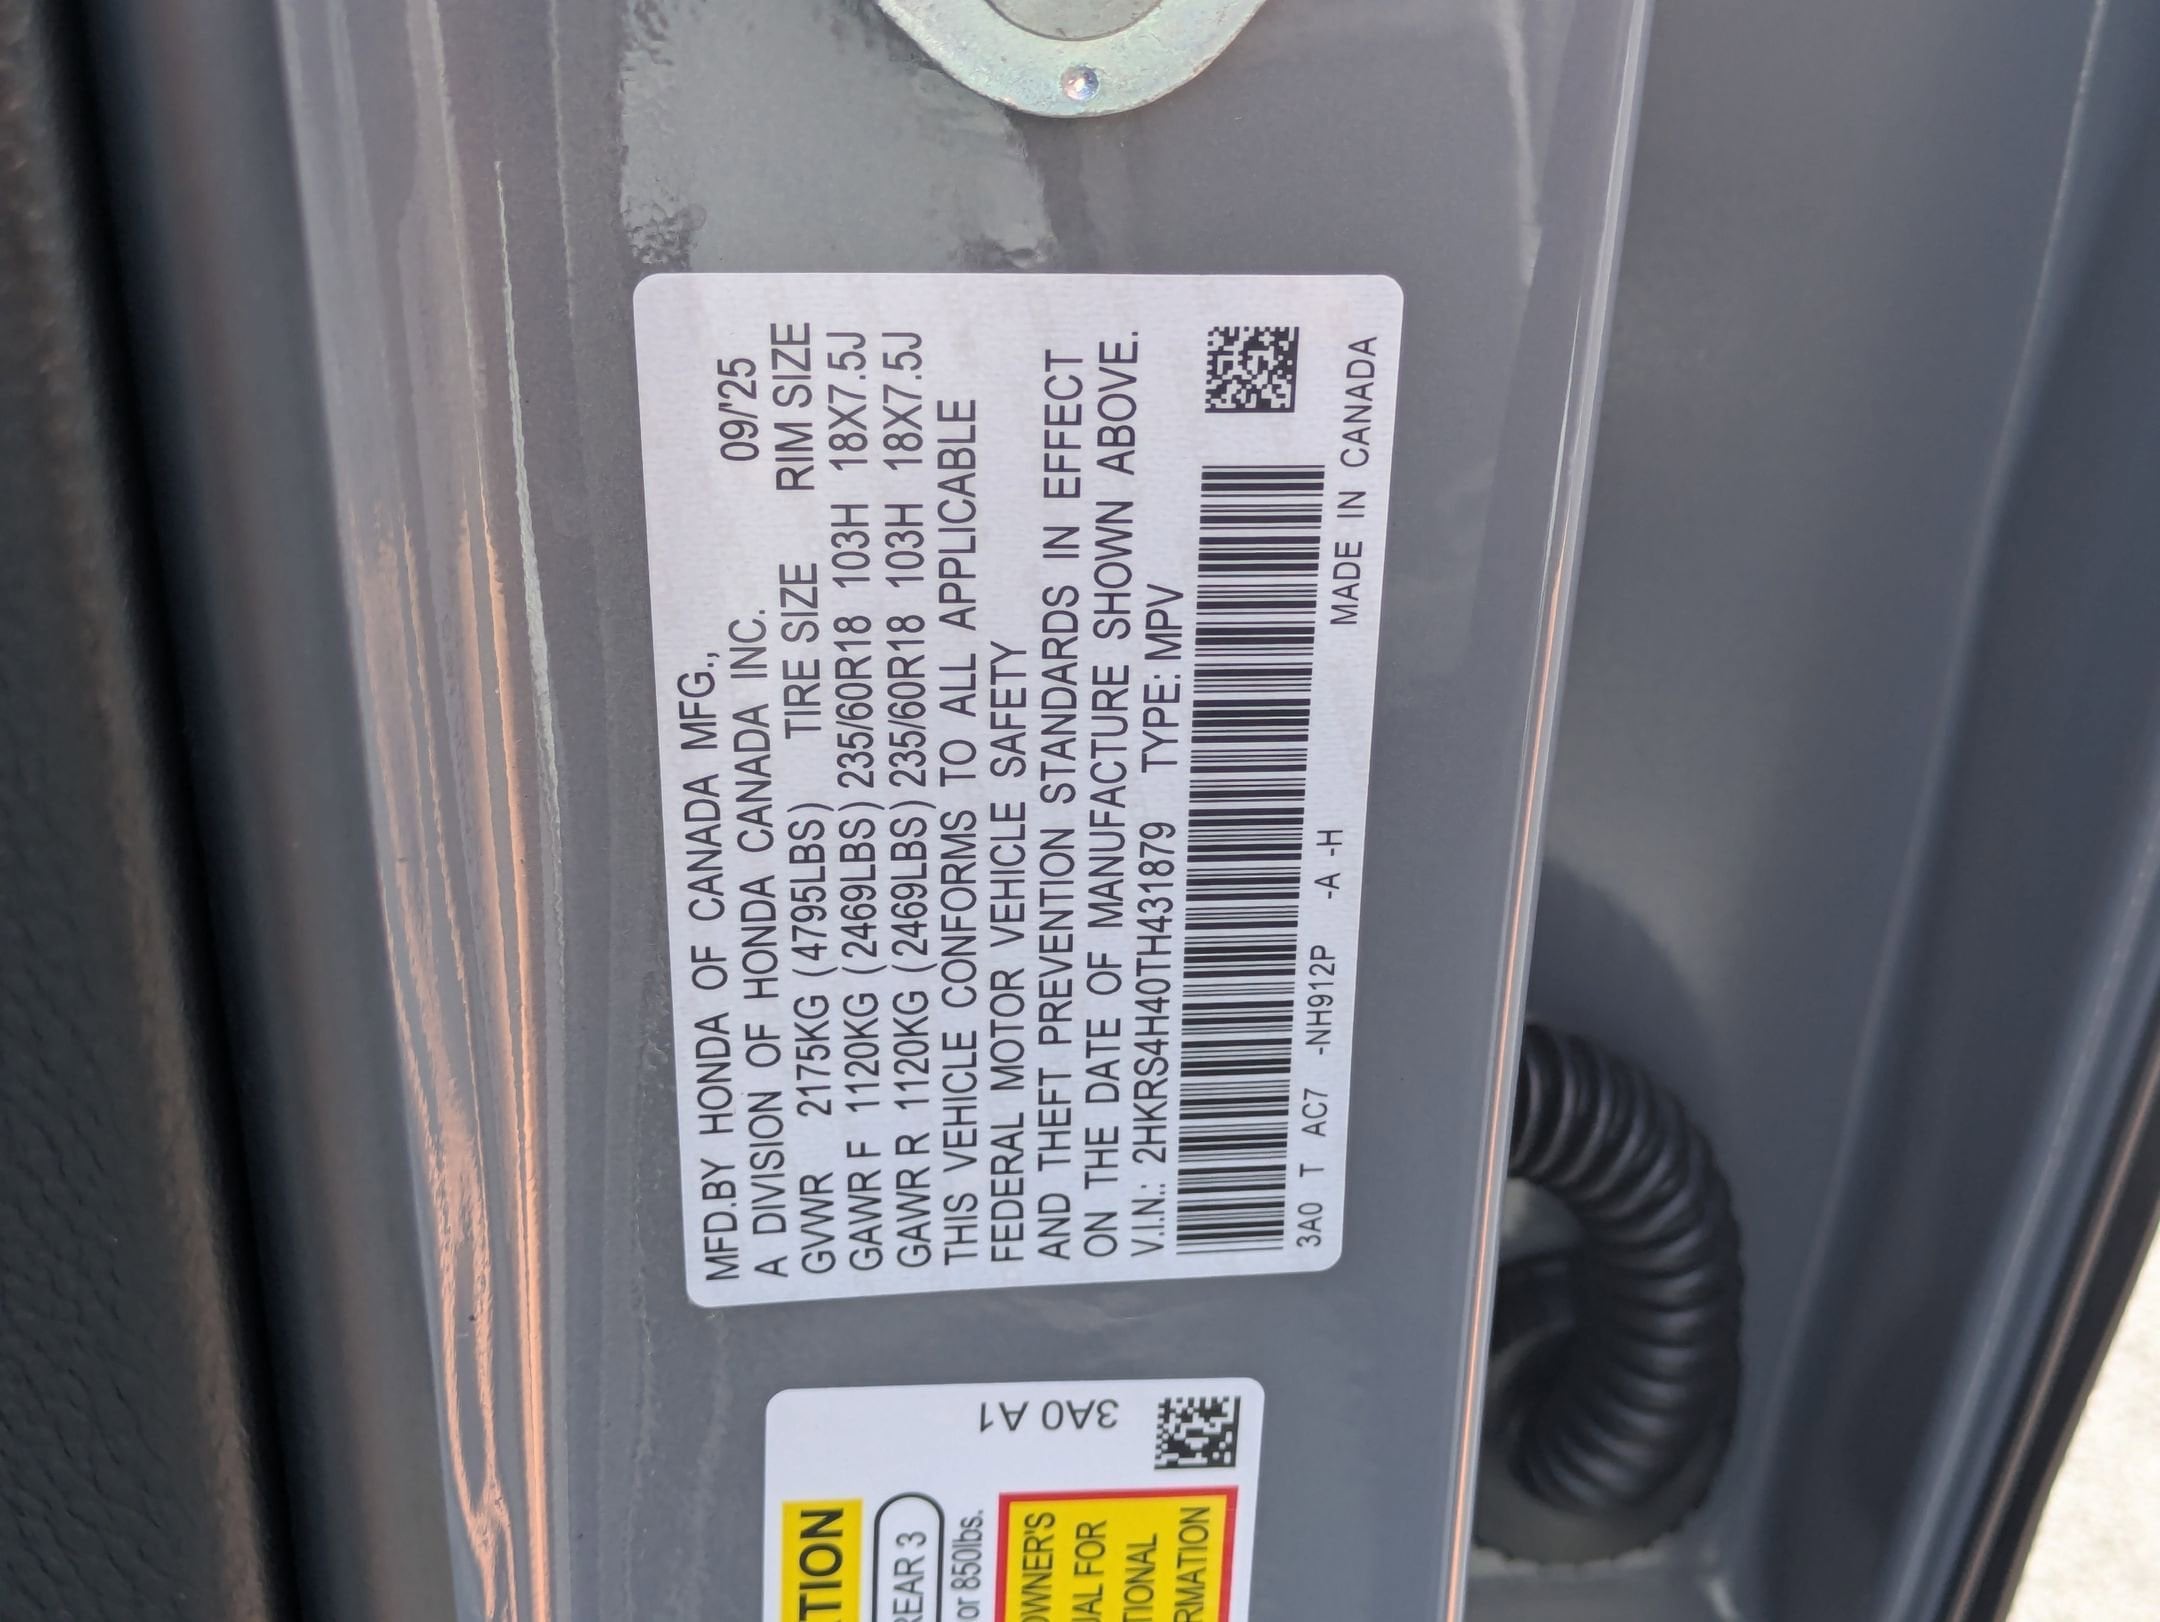 MFD.BY HONDA OF CANADA MFG.,
A DIVISION OF HONDA CANADA INC. 09/'25
GVWR 2175KG (4795LBS) TIRE SIZE RIM SIZE
GAWR F 1120KG (2469LBS) 235/60R18 103H 18X7.5J
GAWR R 1120KG (2469LBS) 235/60R18 103H 18X7.5J
THIS VEHICLE CONFORMS TO ALL APPLICABLE
FEDERAL MOTOR VEHICLE SAFETY
AND THEFT PREVENTION STANDARDS IN EFFECT
ON THE DATE OF MANUFACTURE SHOWN ABOVE.
V.I.N.: 2HKRS4H40TH431879 TYPE: MPV
3A0 T AC7 -NH912P -A -H MADE IN CANADA
3A0 A1
TION
REAR 3
or 850lbs.
OWNER'S
UAL FOR
TIONAL
RMATION